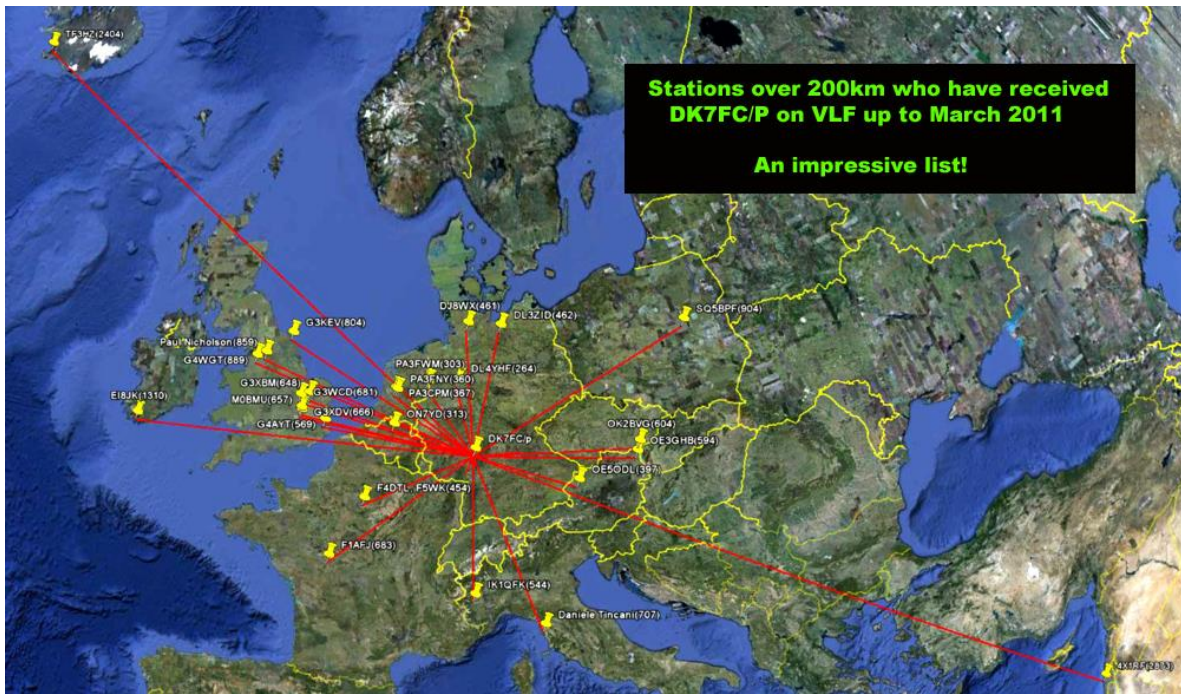 Stations over 200km who have received
DK7FC/P on VLF up to March 2011
An impressive list!
TF3HZ(2404)
DJ8WX(461)
DL3ZID(462)
SQ5BPF(904)
G3KEV(804)
Paul Nicholson(859)
G4WGT(889)
PA3FWM(303)
DL4YHF(264)
PA3FNY(360)
PA3CPM(367)
G3XBM(648)
G3WCD(681)
EI8JK(1310)
M0BMU(657)
G3XDV(666)
ON7YD(313)
G4AYT(569)
OK2BVG(604)
DK7FC/p
OE3GHB(594)
OE5ODL(397)
F4DTL..F5WK(454)
F1AFJ(683)
IK1QFK(544)
Daniele Tincani(707)